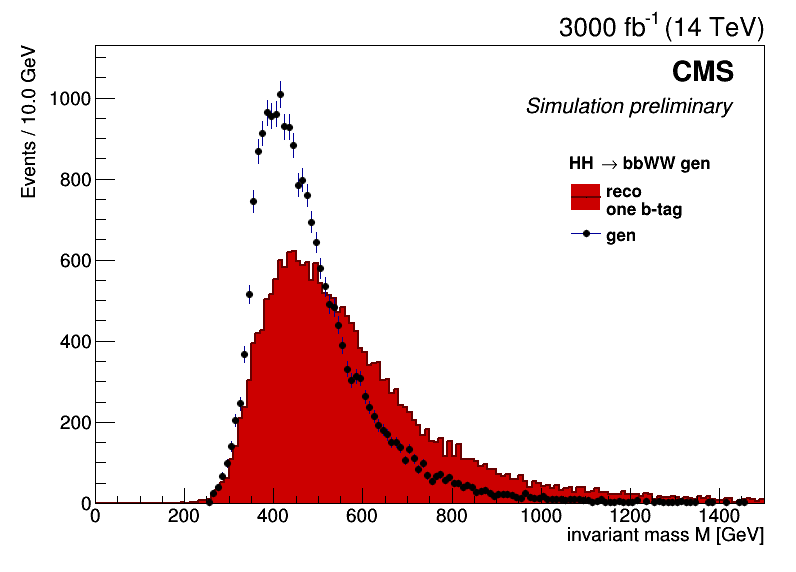 3000 fb-1 (14 TeV)
CMS
Simulation preliminary
Events / 10.0 GeV
HH → bbWW gen
reco
one b-tag
gen
1000
800
600
400
200
0
0 200 400 600 800 1000 1200 1400
invariant mass M [GeV]